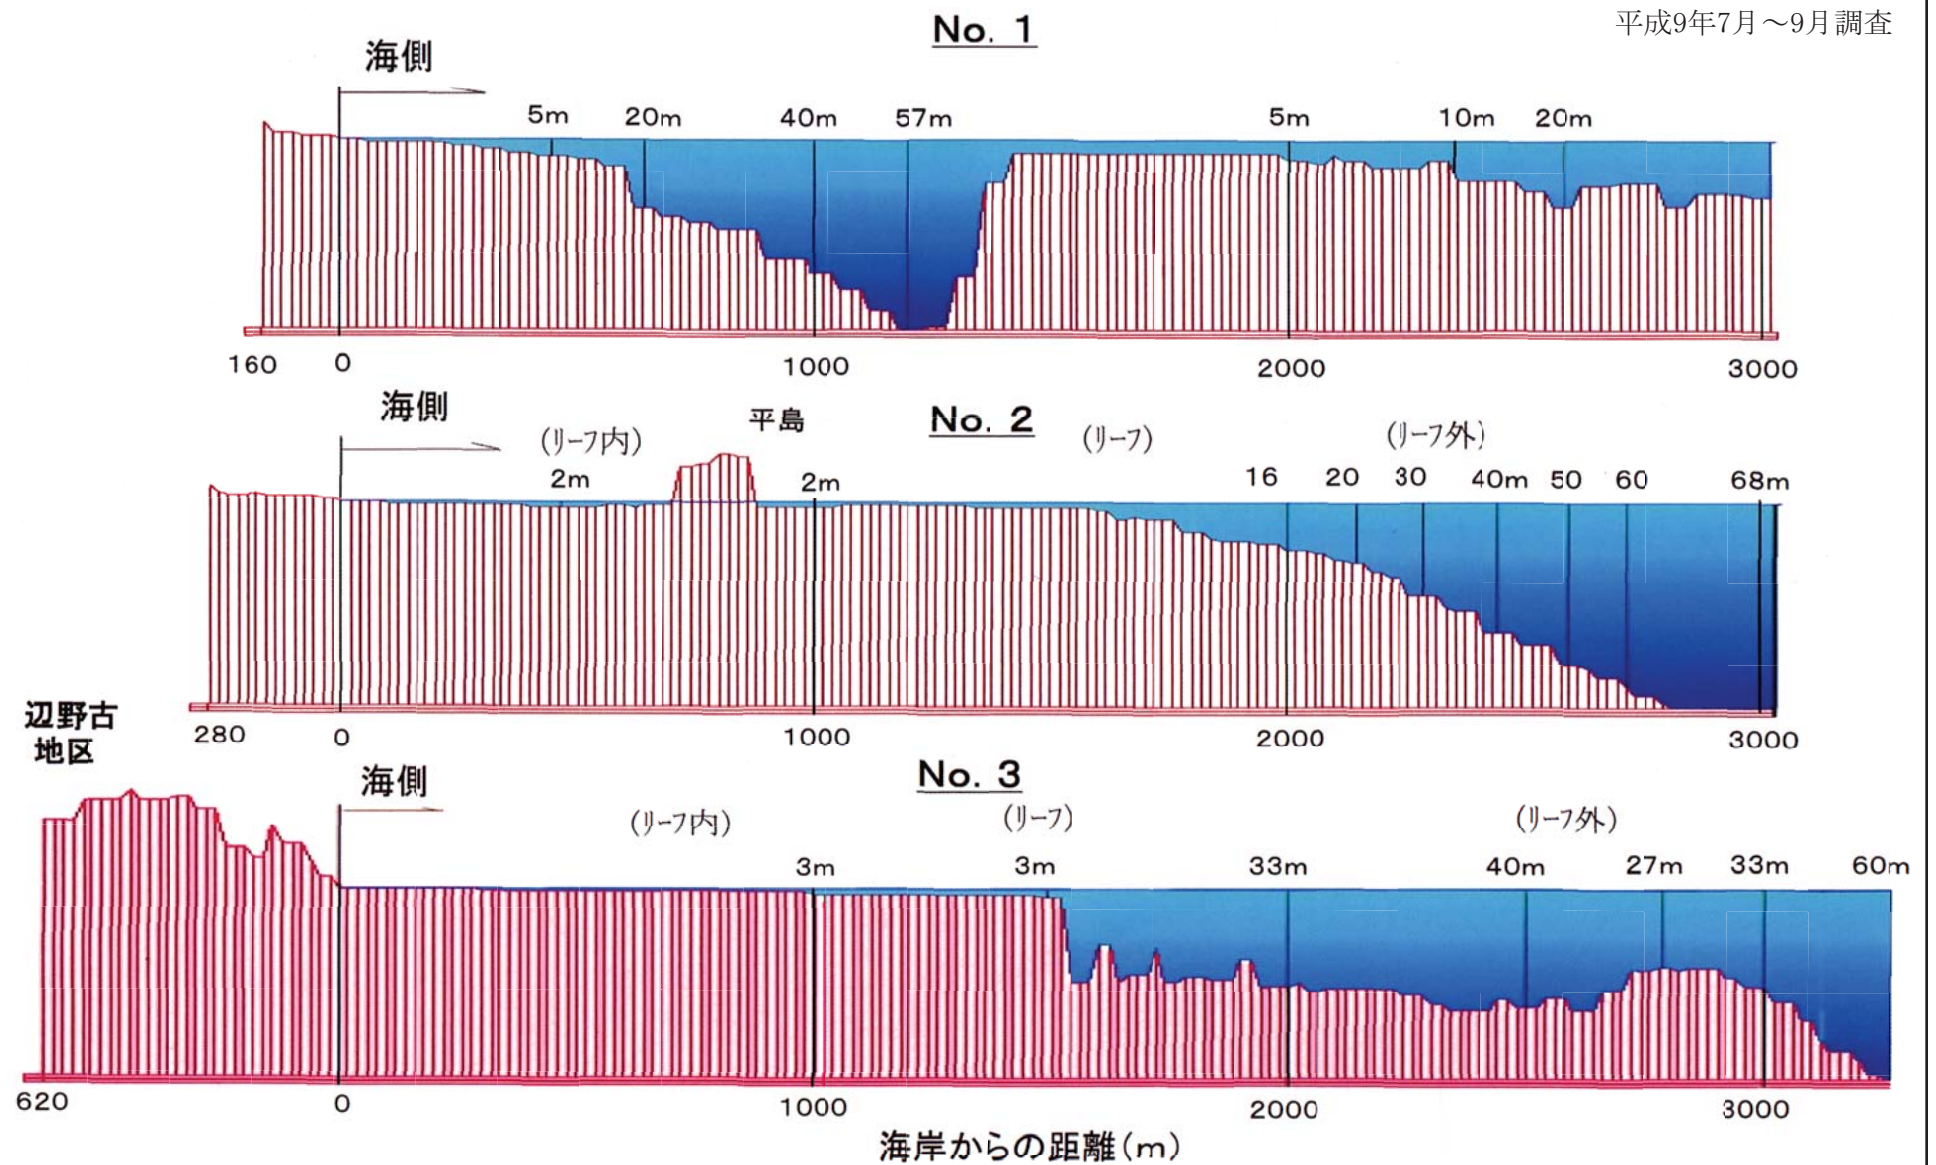 平成9年7月～9月調査
No. 1
海側
5m 20m 40m 57m 5m 10m 20m
160 0 1000 2000 3000
No. 2
海側
(ﾘｰﾌ内) 平島 (ﾘｰﾌ) (ﾘｰﾌ外)
2m 2m 16 20 30 40m 50 60 68m
280 0 1000 2000 3000
辺野古
地区
No. 3
海側
(ﾘｰﾌ内) (ﾘｰﾌ) (ﾘｰﾌ外)
3m 3m 33m 40m 27m 33m 60m
620 0 1000 2000 3000
海岸からの距離(m)